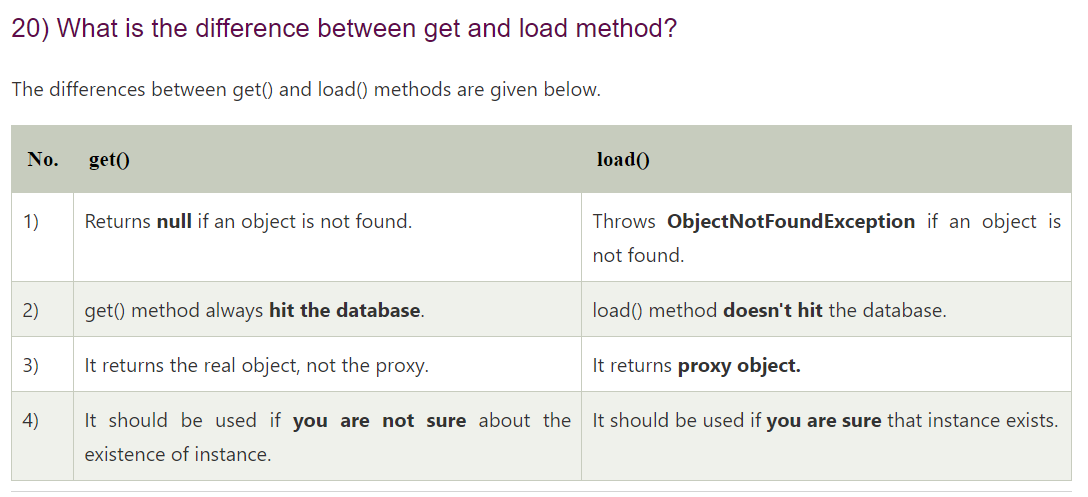 20) What is the difference between get and load method?
The differences between get() and load() methods are given below.
No. get() load()
1) Returns null if an object is not found. Throws ObjectNotFoundException if an object is
not found.
2) get() method always hit the database. load() method doesn't hit the database.
3) It returns the real object, not the proxy. It returns proxy object.
4) It should be used if you are not sure about the It should be used if you are sure that instance exists.
existence of instance.